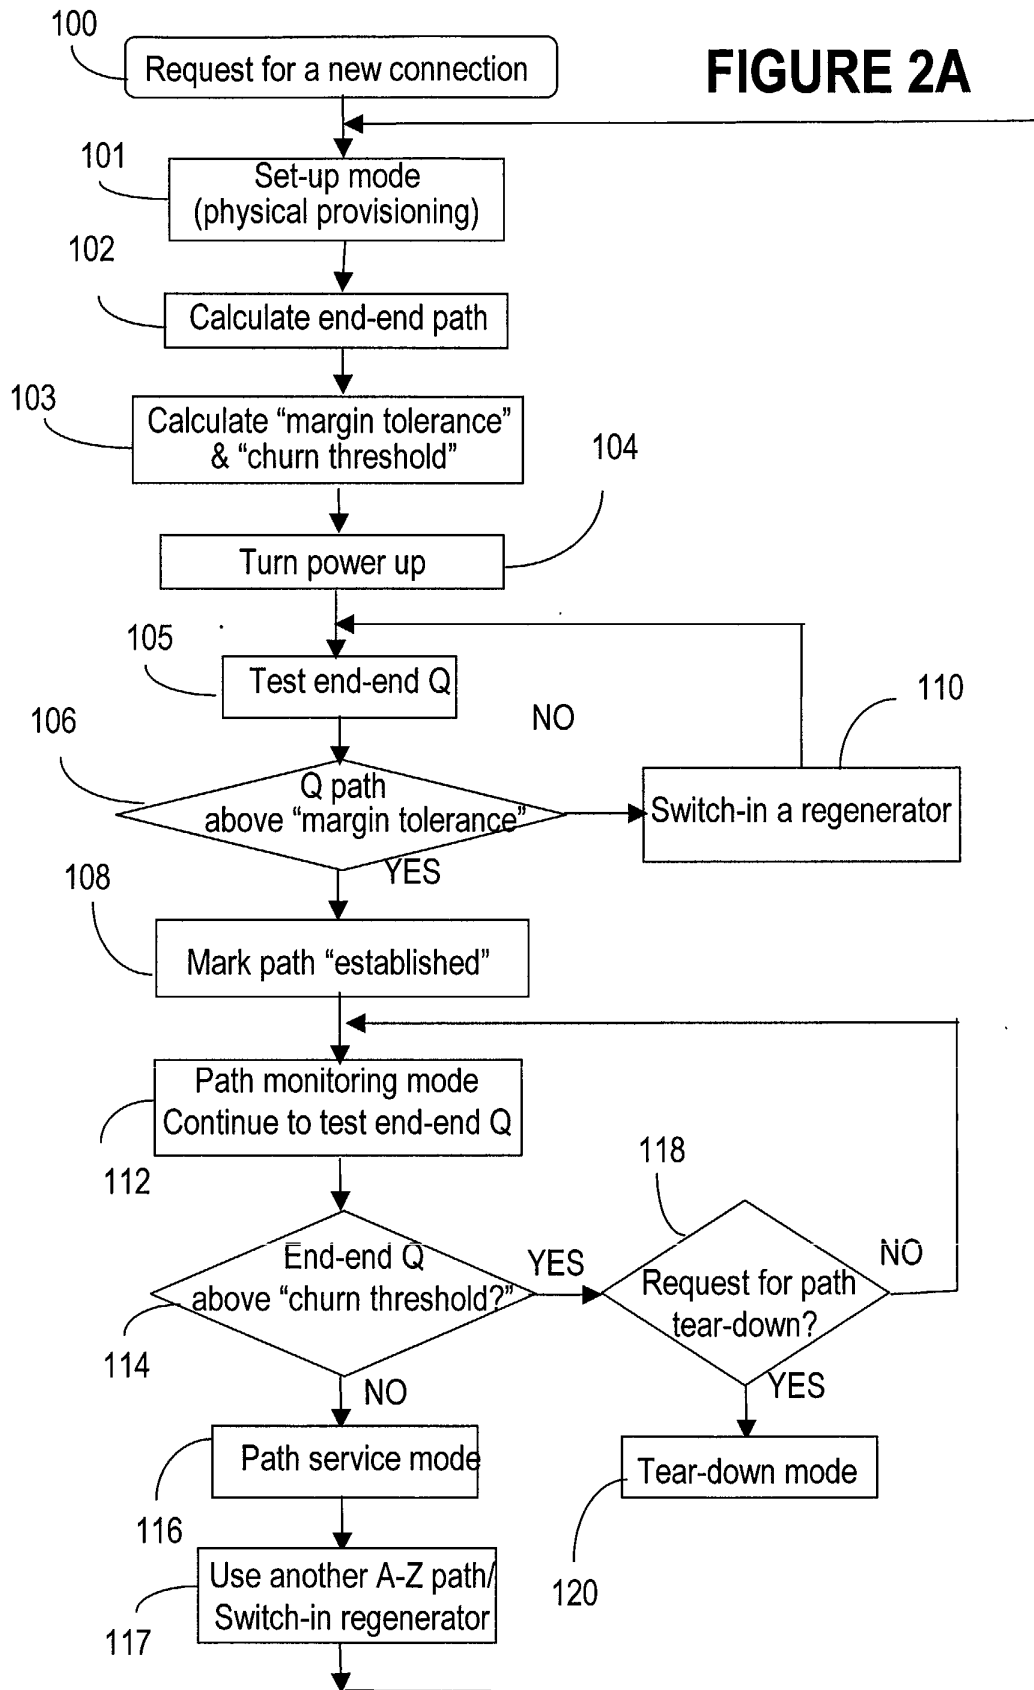 100
Request for a new connection
FIGURE 2A
101
Set-up mode
(physical provisioning)
102
Calculate end-end path
103
Calculate “margin tolerance”
& “churn threshold”
104
Turn power up
105
Test end-end Q
NO
110
106
Q path
above “margin tolerance”
Switch-in a regenerator
YES
108
Mark path “established”
Path monitoring mode
Continue to test end-end Q
112
118
End-end Q
above “churn threshold?”
YES
Request for path
tear-down?
NO
114
NO
YES
Path service mode
Tear-down mode
116
Use another A-Z path/
Switch-in regenerator
120
117